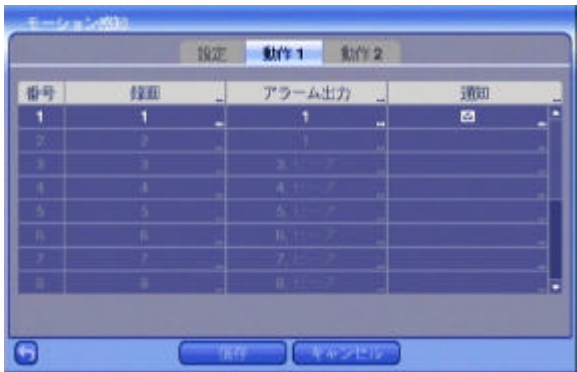 モーション感知
設定 動作 1 動作 2
番号 録画 アラーム出力 通知
1 1 1
2 2 1
3 3 3, ビープ
4 4 4, ビープ
5 5 5, ビープ
6 6 6, ビープ
7 7 7, ビープ
8 8 8, ビープ
保存 キャンセル